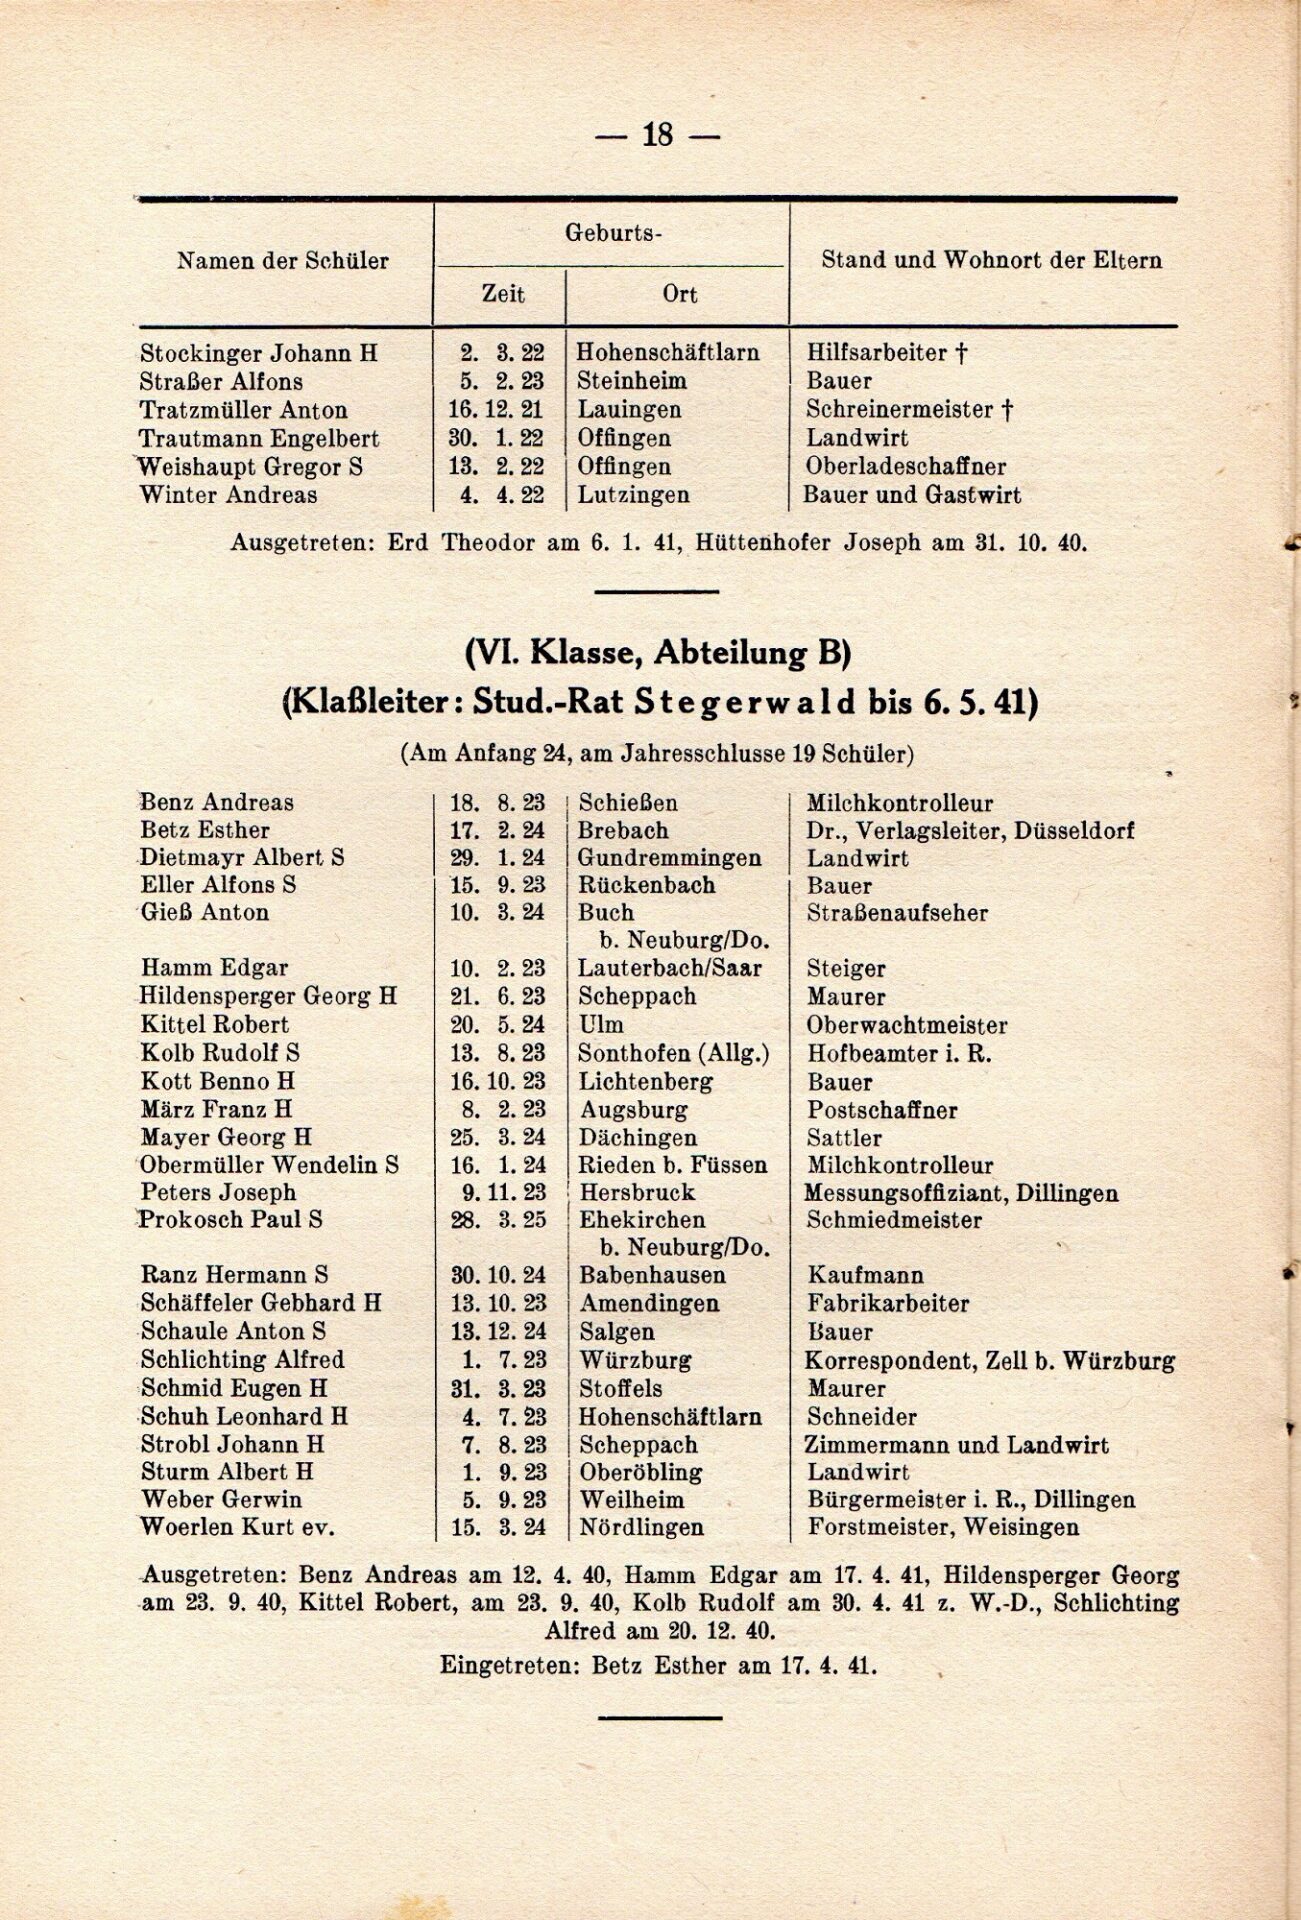 — 18 —
Namen der Schüler
Geburts-
Zeit
Ort
Stand und Wohnort der Eltern
Stockinger Johann H 2. 3. 22 Hohenschäftlarn Hilfsarbeiter †
Straßer Alfons 5. 2. 23 Steinheim Bauer
Tratzmüller Anton 16. 12. 21 Lauingen Schreinermeister †
Trautmann Engelbert 30. 1. 22 Offingen Landwirt
Weishaupt Gregor S 13. 2. 22 Offingen Oberladeschaffner
Winter Andreas 4. 4. 22 Lutzingen Bauer und Gastwirt
Ausgetreten: Erd Theodor am 6. 1. 41, Hüttenhofer Joseph am 31. 10. 40.
(VI. Klasse, Abteilung B)
(Klaßleiter: Stud.-Rat Stegerwald bis 6. 5. 41)
(Am Anfang 24, am Jahresschlusse 19 Schüler)
Benz Andreas 18. 8. 23 Schießen Milchkontrolleur
Betz Esther 17. 2. 24 Brebach Dr., Verlagsleiter, Düsseldorf
Dietmayr Albert S 29. 1. 24 Gundremmingen Landwirt
Eller Alfons S 15. 9. 23 Rückenbach Bauer
Gieß Anton 10. 3. 24 Buch Straßenaufseher
b. Neuburg/Do.
Hamm Edgar 10. 2. 23 Lauterbach/Saar Steiger
Hildensperger Georg H 21. 6. 23 Scheppach Maurer
Kittel Robert 20. 5. 24 Ulm Oberwachtmeister
Kolb Rudolf S 13. 8. 23 Sonthofen (Allg.) Hofbeamter i. R.
Kott Benno H 16. 10. 23 Lichtenberg Bauer
März Franz H 8. 2. 23 Augsburg Postschaffner
Mayer Georg H 25. 3. 24 Dächingen Sattler
Obermüller Wendelin S 16. 1. 24 Rieden b. Füssen Milchkontrolleur
Peters Joseph 9. 11. 23 Hersbruck Messungsoffiziant, Dillingen
Prokosch Paul S 28. 3. 25 Ehekirchen Schmiedmeister
b. Neuburg/Do.
Ranz Hermann S 30. 10. 24 Babenhausen Kaufmann
Schäffeler Gebhard H 13. 10. 23 Amendingen Fabrikarbeiter
Schaule Anton S 13. 12. 24 Salgen Bauer
Schlichting Alfred 1. 7. 23 Würzburg Korrespondent, Zell b. Würzburg
Schmid Eugen H 31. 3. 23 Stoffels Maurer
Schuh Leonhard H 4. 7. 23 Hohenschäftlarn Schneider
Strobl Johann H 7. 8. 23 Scheppach Zimmermann und Landwirt
Sturm Albert H 1. 9. 23 Oberöbling Landwirt
Weber Gerwin 5. 9. 23 Weilheim Bürgermeister i. R., Dillingen
Woerlen Kurt ev. 15. 3. 24 Nördlingen Forstmeister, Weisingen
Ausgetreten: Benz Andreas am 12. 4. 40, Hamm Edgar am 17. 4. 41, Hildensperger Georg
am 23. 9. 40, Kittel Robert, am 23. 9. 40, Kolb Rudolf am 30. 4. 41 z. W.-D., Schlichting
Alfred am 20. 12. 40.
Eingetreten: Betz Esther am 17. 4. 41.